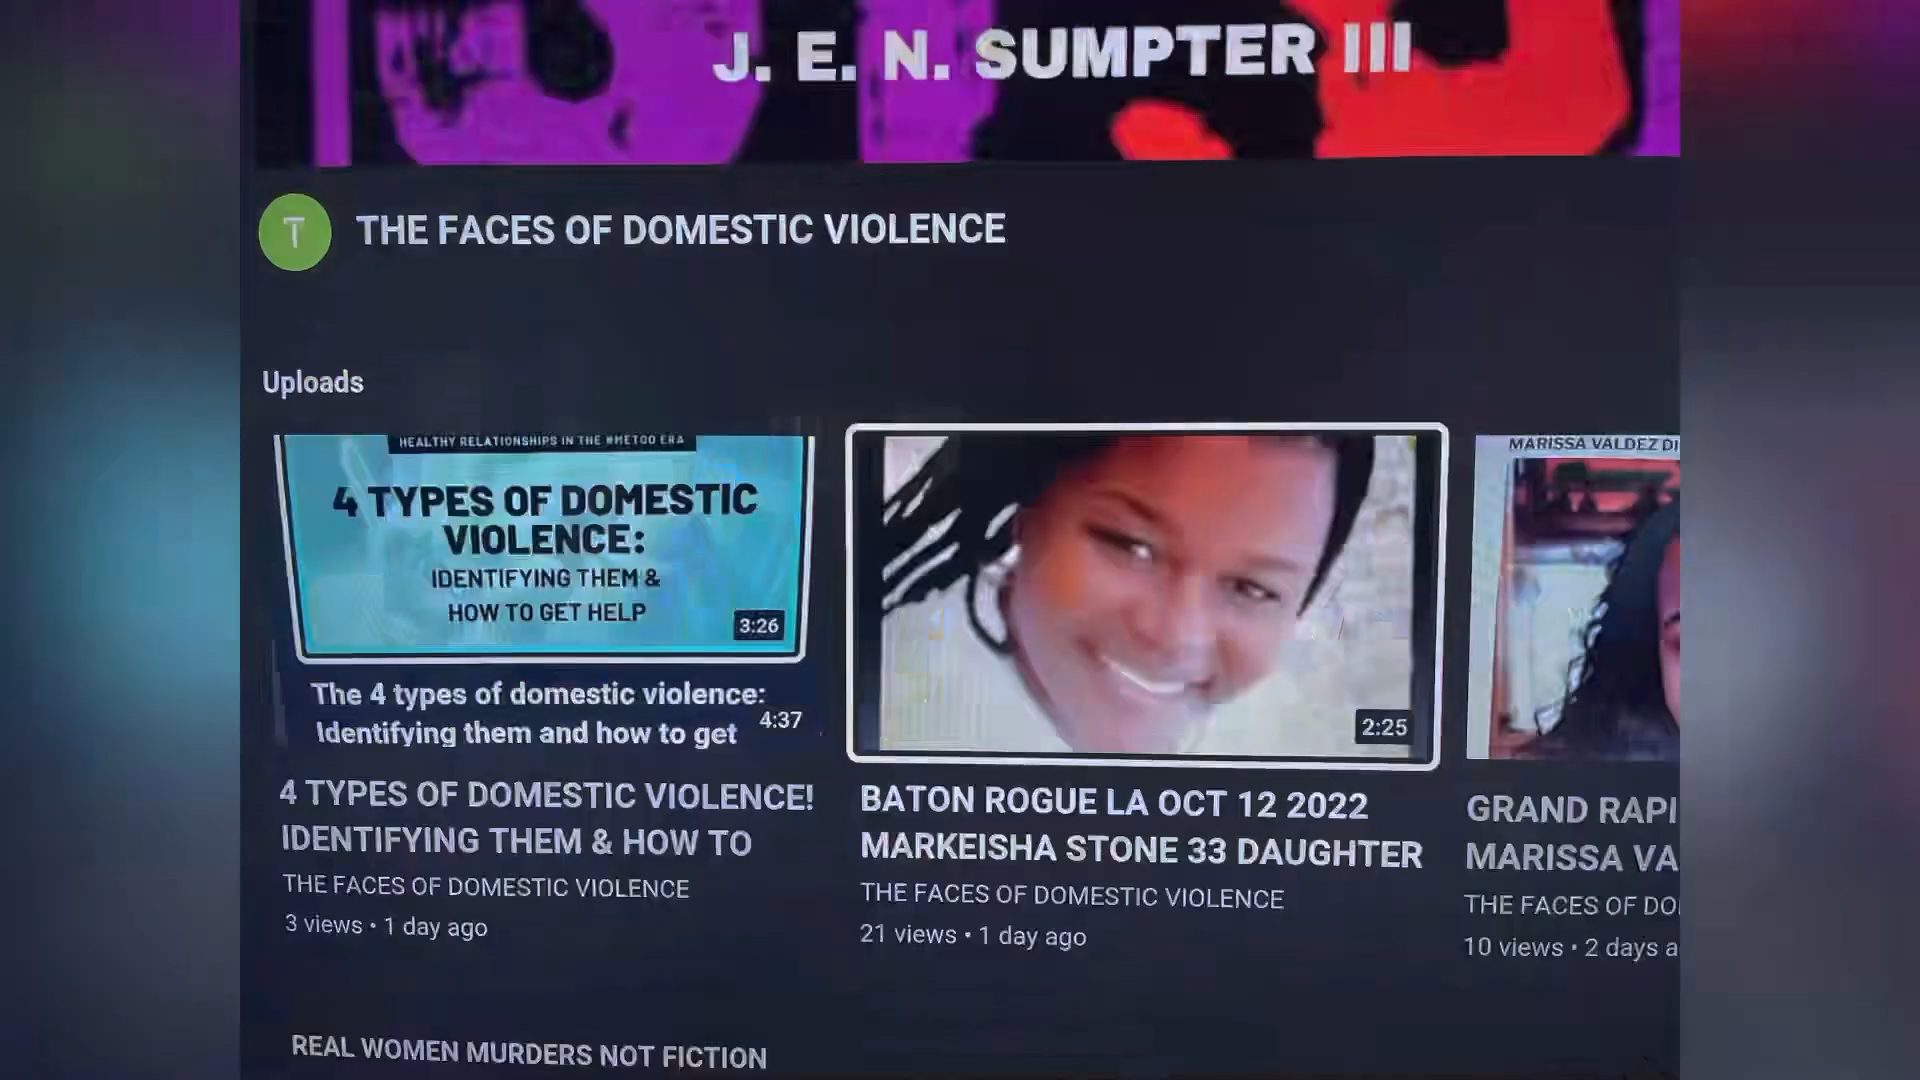 J. E. N. SUMPTER III
T THE FACES OF DOMESTIC VIOLENCE
Uploads
HEALTHY RELATIONSHIPS IN THE #METOO ERA
4 TYPES OF DOMESTIC
VIOLENCE:
IDENTIFYING THEM &
HOW TO GET HELP
3:26
The 4 types of domestic violence:
Identifying them and how to get
4:37
4 TYPES OF DOMESTIC VIOLENCE!
IDENTIFYING THEM & HOW TO
THE FACES OF DOMESTIC VIOLENCE
3 views • 1 day ago
2:25
BATON ROGUE LA OCT 12 2022
MARKEISHA STONE 33 DAUGHTER
THE FACES OF DOMESTIC VIOLENCE
21 views • 1 day ago
MARISSA VALDEZ DI
GRAND RAPI
MARISSA VA
THE FACES OF DO
10 views • 2 days a
REAL WOMEN MURDERS NOT FICTION